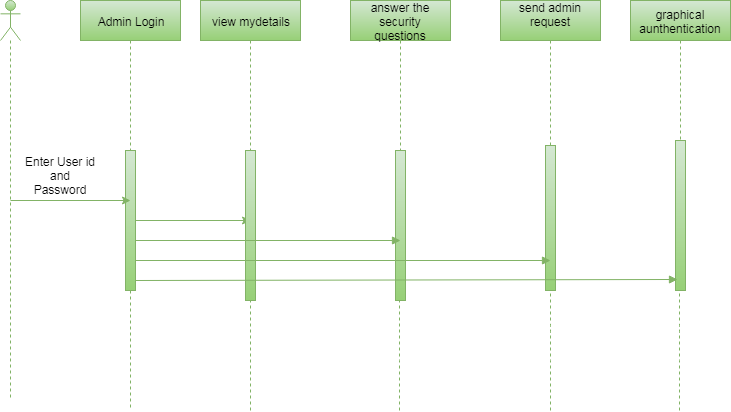 Admin Login
view mydetails
answer the
security
questions
send admin
request
graphical
aunthentication
Enter User id
and
Password